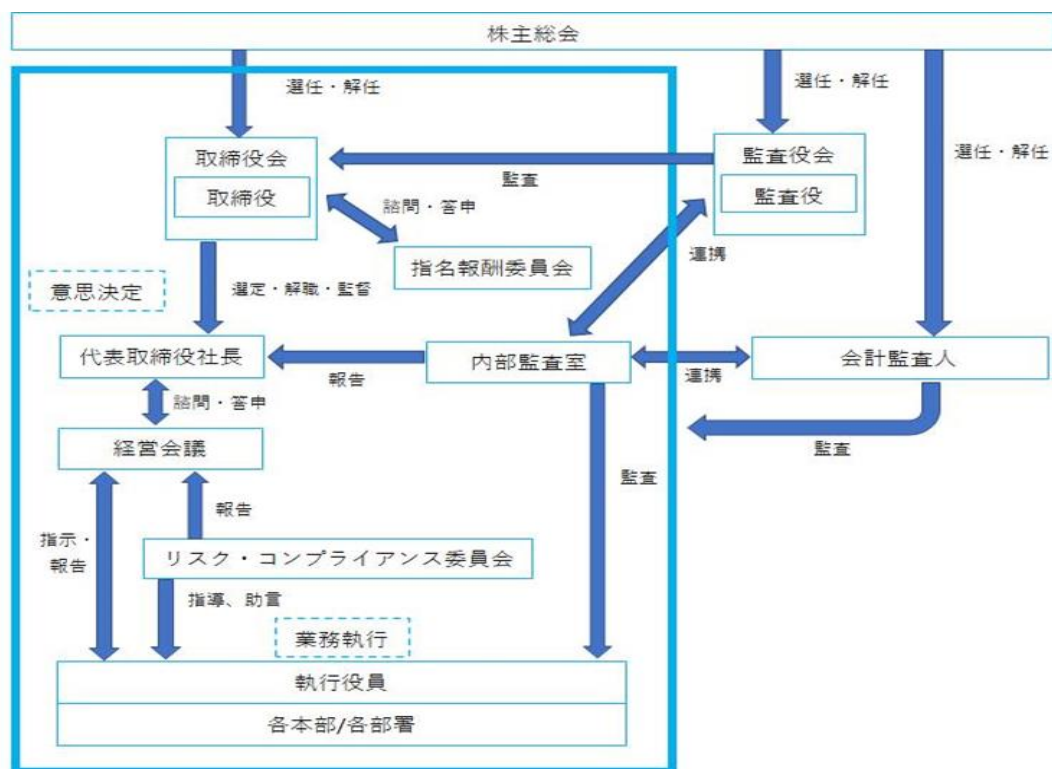 株主総会
選任・解任
選任・解任
選任・解任
取締役会
取締役
監査役会
監査役
監査
諮問・答申
指名報酬委員会
連携
意思決定
選定・解職・監督
代表取締役社長
報告
内部監査室
連携
会計監査人
諮問・答申
経営会議
監査
監査
報告
指示・
報告
リスク・コンプライアンス委員会
指導、助言
業務執行
執行役員
各本部/各部署